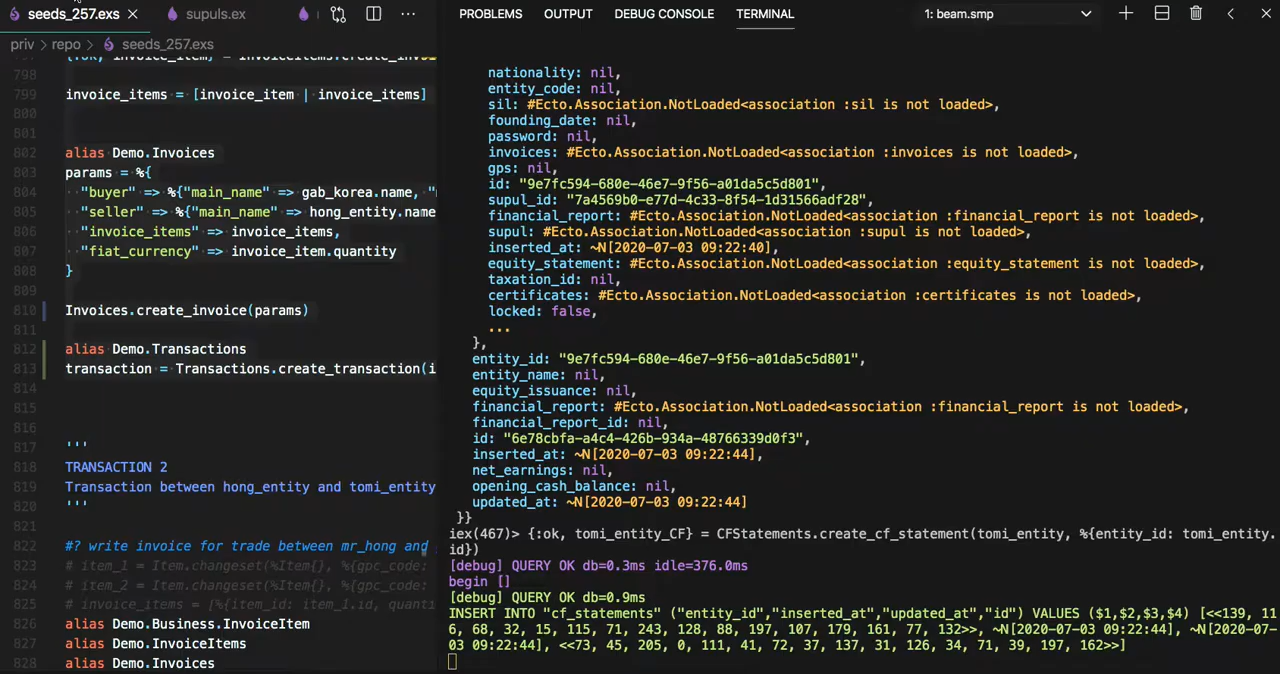 seeds_257.exs
supuls.ex
priv > repo > seeds_257.exs
798
799 invoice_items = [invoice_item | invoice_items]
800
801
802 alias Demo.Invoices
803 params = %{
804 "buyer" => %{"main_name" => gab_korea.name,
805 "seller" => %{"main_name" => hong_entity.name
806 "invoice_items" => invoice_items,
807 "fiat_currency" => invoice_item.quantity
808 }
809
810 Invoices.create_invoice(params)
811
812 alias Demo.Transactions
813 transaction = Transactions.create_transaction(i
814
815
816
817 '''
818 TRANSACTION 2
819 Transaction between hong_entity and tomi_entity
820 '''
821
822 #? write invoice for trade between mr_hong and
823 # item_1 = Item.changeset(%Item{}, %{gpc_code:
824 # item_2 = Item.changeset(%Item{}, %{gpc_code:
825 # invoice_items = [%{item_id: item_1.id, quanti
826 alias Demo.Business.InvoiceItem
827 alias Demo.InvoiceItems
828 alias Demo.Invoices
PROBLEMS OUTPUT DEBUG CONSOLE TERMINAL 1: beam.smp
nationality: nil,
entity_code: nil,
sil: #Ecto.Association.NotLoaded<association :sil is not loaded>,
founding_date: nil,
password: nil,
invoices: #Ecto.Association.NotLoaded<association :invoices is not loaded>,
gps: nil,
id: "9e7fc594-680e-46e7-9f56-a01da5c5d801",
supul_id: "7a4569b0-e77d-4c33-8f54-1d31566adf28",
financial_report: #Ecto.Association.NotLoaded<association :financial_report is not loaded>,
supul: #Ecto.Association.NotLoaded<association :supul is not loaded>,
inserted_at: ~N[2020-07-03 09:22:40],
equity_statement: #Ecto.Association.NotLoaded<association :equity_statement is not loaded>,
taxation_id: nil,
certificates: #Ecto.Association.NotLoaded<association :certificates is not loaded>,
locked: false,
...
},
entity_id: "9e7fc594-680e-46e7-9f56-a01da5c5d801",
entity_name: nil,
equity_issuance: nil,
financial_report: #Ecto.Association.NotLoaded<association :financial_report is not loaded>,
financial_report_id: nil,
id: "6e78cbfa-a4c4-426b-934a-48766339d0f3",
inserted_at: ~N[2020-07-03 09:22:44],
net_earnings: nil,
opening_cash_balance: nil,
updated_at: ~N[2020-07-03 09:22:44]
}}
iex(467)> {:ok, tomi_entity_CF} = CFStatements.create_cf_statement(tomi_entity, %{entity_id: tomi_entity.
id})
[debug] QUERY OK db=0.3ms idle=376.0ms
begin []
[debug] QUERY OK db=0.9ms
INSERT INTO "cf_statements" ("entity_id","inserted_at","updated_at","id") VALUES ($1,$2,$3,$4) [<<139, 11
6, 68, 32, 15, 115, 71, 243, 128, 88, 197, 107, 179, 161, 77, 132>>, ~N[2020-07-03 09:22:44], ~N[2020-07-
03 09:22:44], <<73, 45, 205, 0, 111, 41, 72, 37, 137, 31, 126, 34, 71, 39, 197, 162>>]